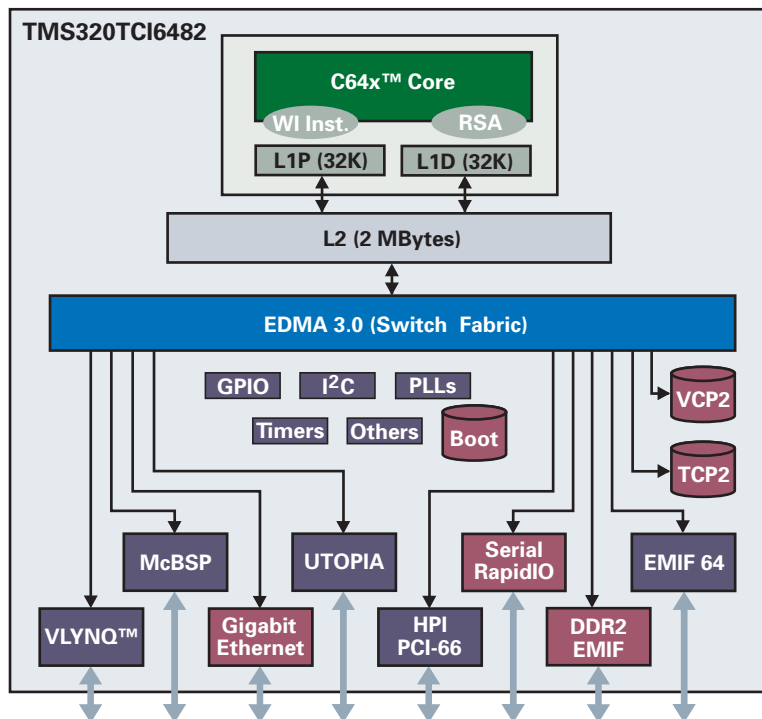 TMS320TCI6482
C64x™ Core
WI Inst.
RSA
L1P (32K)
L1D (32K)
L2 (2 MBytes)
EDMA 3.0 (Switch Fabric)
GPIO
I²C
PLLs
VCP2
Timers
Others
Boot
TCP2
McBSP
UTOPIA
Serial
RapidIO
EMIF 64
VLYNQ™
Gigabit
Ethernet
HPI
PCI-66
DDR2
EMIF